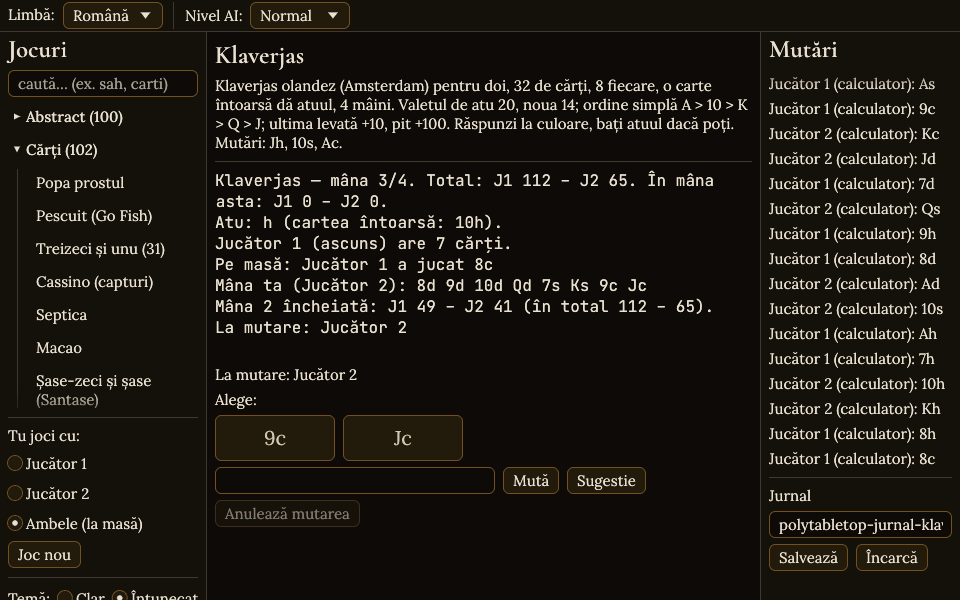 Limbă: Română ▼ Nivel AI: Normal ▼
Jocuri
caută... (ex. sah, carti)
▸ Abstract (100)
▾ Cărți (102)
Popa prostul
Pescuit (Go Fish)
Treizeci și unu (31)
Cassino (capturi)
Septica
Macao
Șase-zeci și șase
(Santase)
Tu joci cu:
Jucător 1
Jucător 2
Ambele (la masă)
Joc nou
Temă: Clar Întunecat
Klaverjas
Klaverjas olandez (Amsterdam) pentru doi, 32 de cărți, 8 fiecare, o carte
întoarsă dă atuul, 4 mâini. Valetul de atu 20, noua 14; ordine simplă A > 10 > K
> Q > J; ultima levată +10, pit +100. Răspunzi la culoare, bați atuul dacă poți.
Mutări: Jh, 10s, Ac.
Klaverjas — mâna 3/4. Total: J1 112 – J2 65. În mâna
asta: J1 0 – J2 0.
Atu: h (cartea întoarsă: 10h).
Jucător 1 (ascuns) are 7 cărți.
Pe masă: Jucător 1 a jucat 8c
Mâna ta (Jucător 2): 8d 9d 10d Qd 7s Ks 9c Jc
Mâna 2 încheiată: J1 49 – J2 41 (în total 112 – 65).
La mutare: Jucător 2
La mutare: Jucător 2
Alege:
9c Jc
Mută Sugestie
Anulează mutarea
Mutări
Jucător 1 (calculator): As
Jucător 1 (calculator): 9c
Jucător 2 (calculator): Kc
Jucător 2 (calculator): Jd
Jucător 1 (calculator): 7d
Jucător 2 (calculator): Qs
Jucător 1 (calculator): 9h
Jucător 1 (calculator): 8d
Jucător 2 (calculator): Ad
Jucător 2 (calculator): 10s
Jucător 1 (calculator): Ah
Jucător 1 (calculator): 7h
Jucător 2 (calculator): 10h
Jucător 2 (calculator): Kh
Jucător 1 (calculator): 8h
Jucător 1 (calculator): 8c
Jurnal
polytabletop-jurnal-klav
Salvează Încarcă